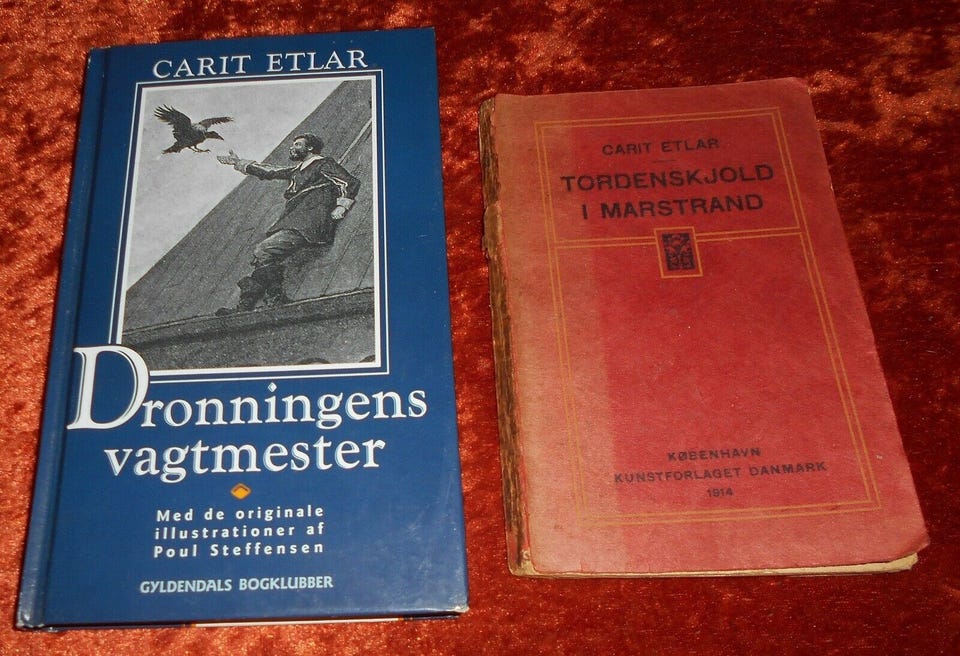 CARIT ETLAR
Dronningens
vagtmester
Med de originale
illustrationer af
Poul Steffensen
GYLDENDALS BOGKLUBBER
CARIT ETLAR
TORDENSKJOLD
I MARSTRAND
KØBENHAVN
KUNSTFORLAGET DANMARK
1914